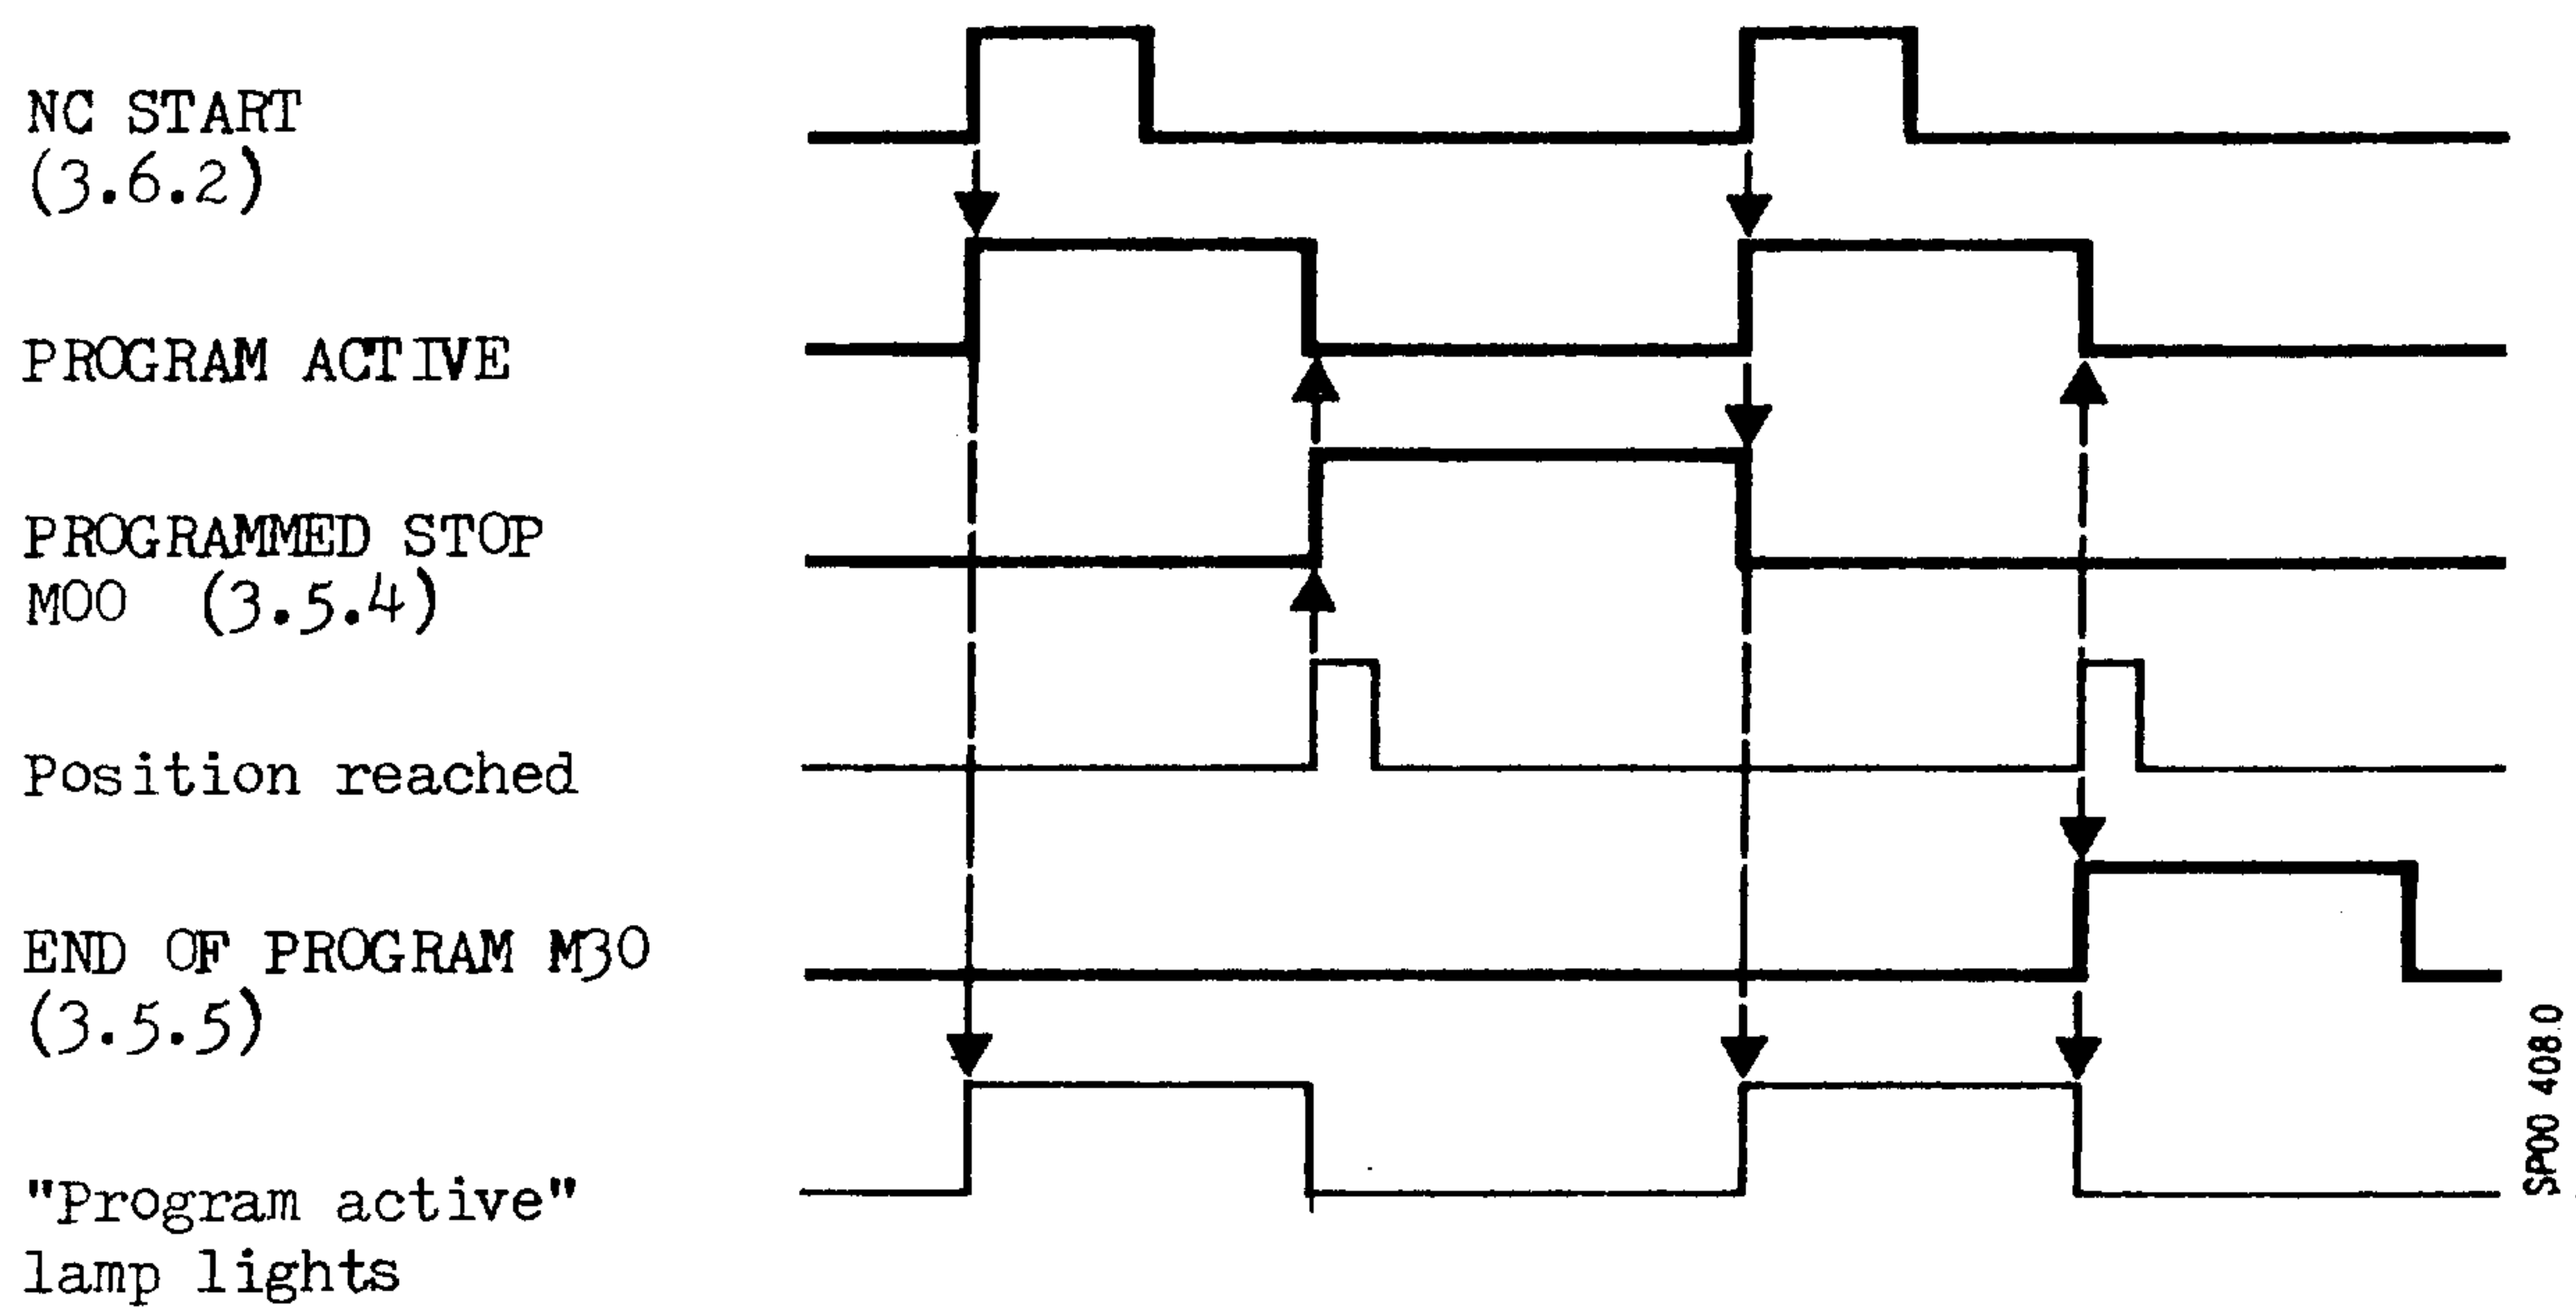 NC START
(3.6.2)
PROGRAM ACTIVE
PROGRAMMED STOP
M00 (3.5.4)
Position reached
END OF PROGRAM M30
(3.5.5)
"Program active"
lamp lights
SP00 408.0